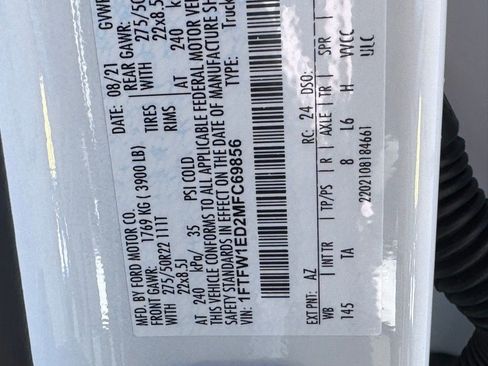 MFD. BY FORD MOTOR CO.
DATE: 08/21 GVWR
FRONT GAWR: 1769 KG ( 3900 LB) REAR GAWR:
WITH 275/50R22 111T TIRES WITH 275/50
22x8.5J RIMS 22x8.5
AT 240 kPa/ 35 PSI COLD AT 240 k
THIS VEHICLE CONFORMS TO ALL APPLICABLE FEDERAL MOTOR VEH
SAFETY STANDARDS IN EFFECT ON THE DATE OF MANUFACTURE
VIN: 1FTFW1ED2MFC69856 TYPE: Truck
EXT PNT: AZ RC: 24 DSO:
WB INT TR TP/PS R AXLE TR SPR
145 TA 8 L6 H VVCC
2202108184661 ULC